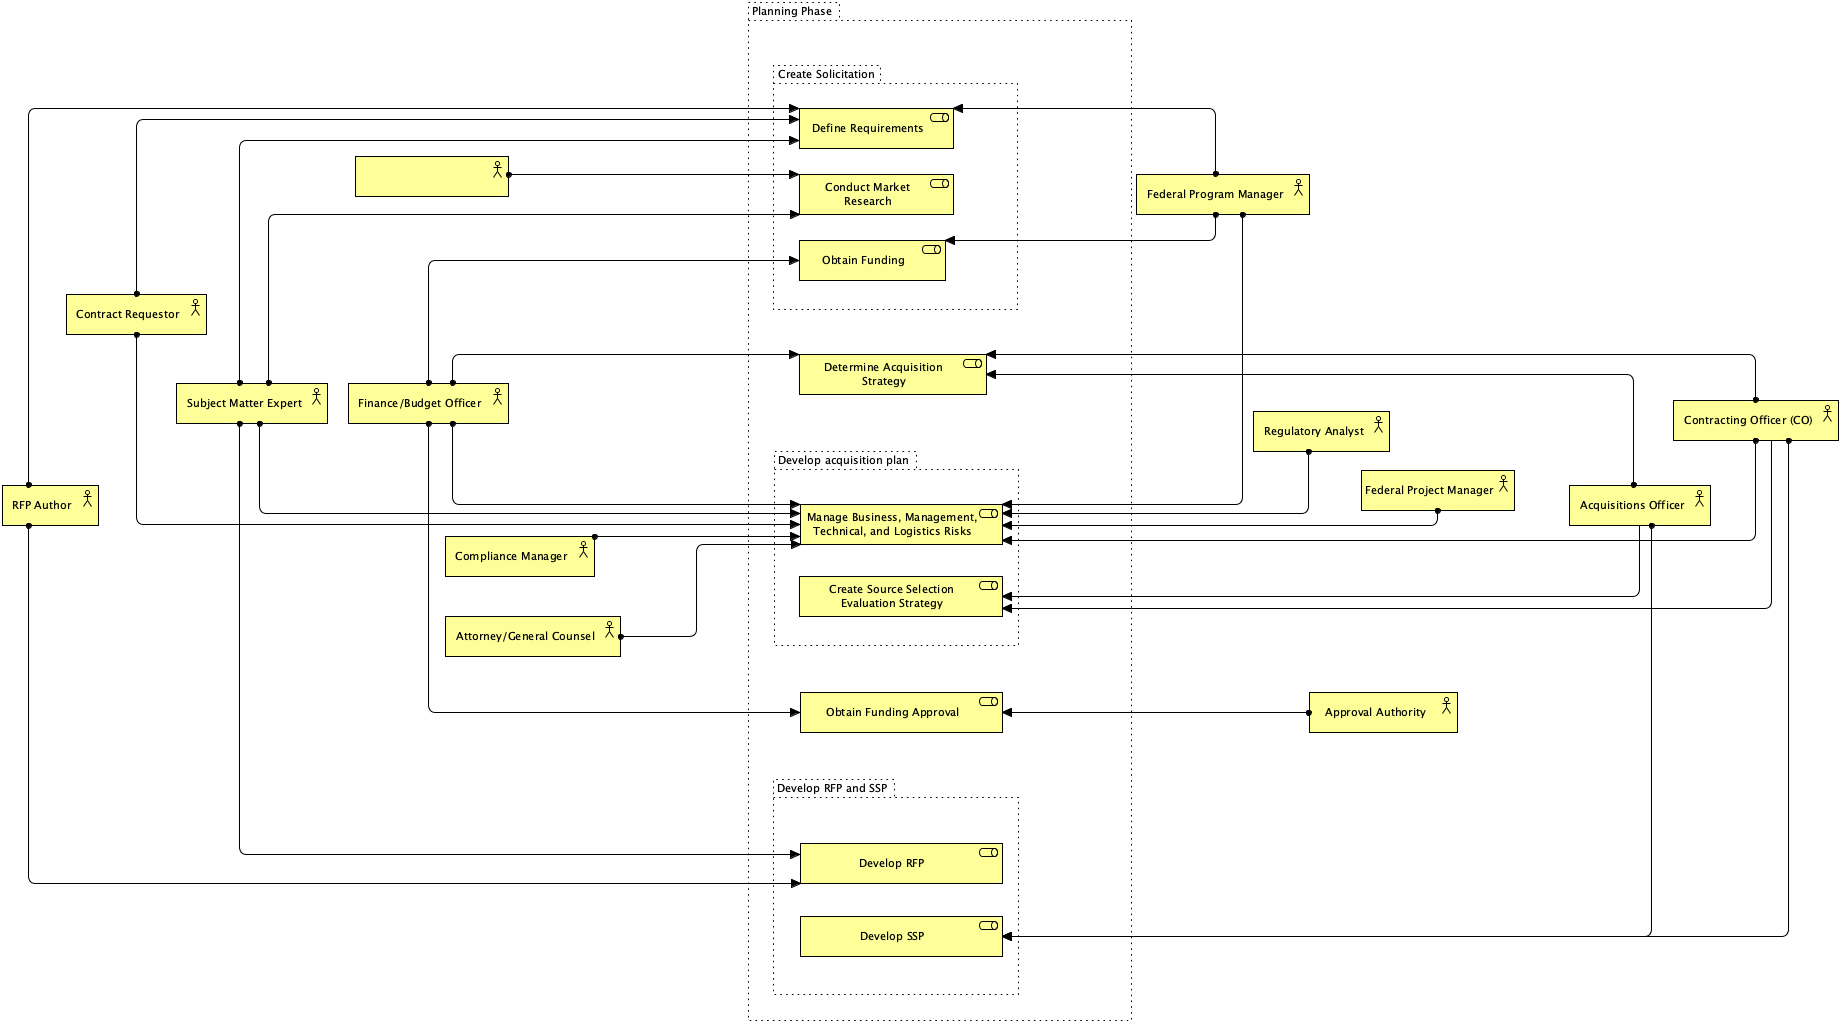 Planning Phase
Create Solicitation
Define Requirements
Conduct Market
Research
Federal Program Manager
Obtain Funding
Contract Requestor
Determine Acquisition
Strategy
Subject Matter Expert
Finance/Budget Officer
Contracting Officer (CO)
Regulatory Analyst
Develop acquisition plan
Federal Project Manager
RFP Author
Acquisitions Officer
Manage Business, Management,
Technical, and Logistics Risks
Compliance Manager
Create Source Selection
Evaluation Strategy
Attorney/General Counsel
Obtain Funding Approval
Approval Authority
Develop RFP and SSP
Develop RFP
Develop SSP